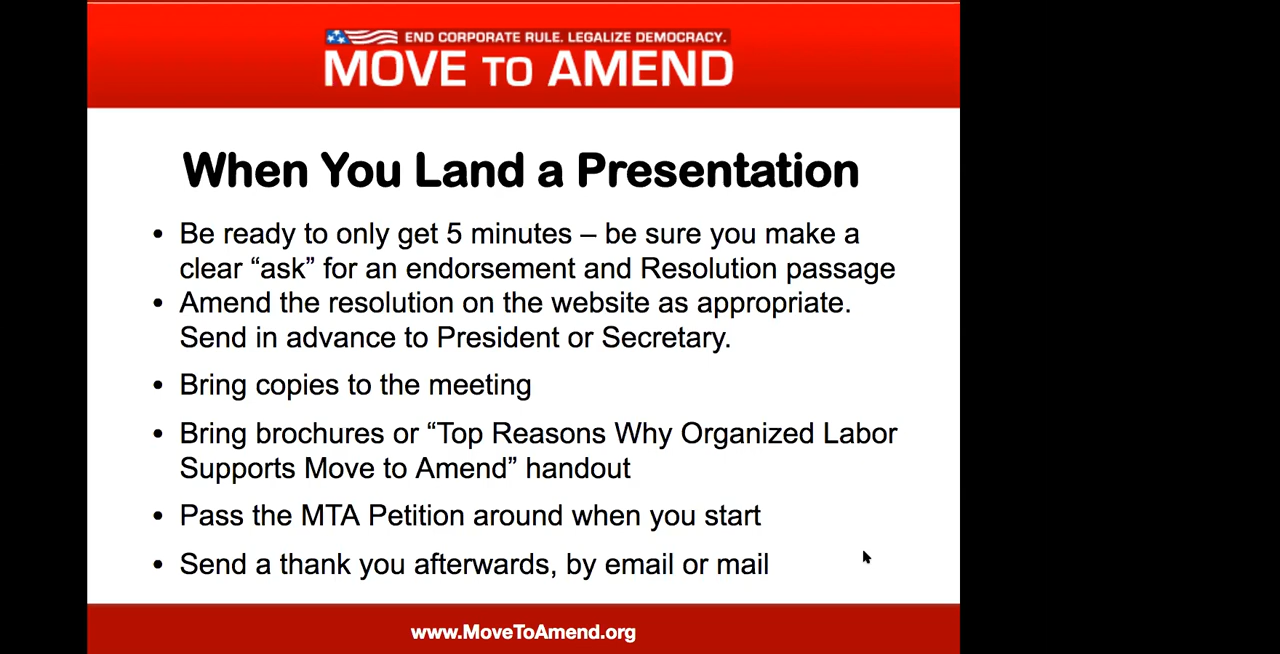 END CORPORATE RULE. LEGALIZE DEMOCRACY.
MOVE TO AMEND
When You Land a Presentation
• Be ready to only get 5 minutes – be sure you make a
clear “ask” for an endorsement and Resolution passage
• Amend the resolution on the website as appropriate.
Send in advance to President or Secretary.
• Bring copies to the meeting
• Bring brochures or “Top Reasons Why Organized Labor
Supports Move to Amend” handout
• Pass the MTA Petition around when you start
• Send a thank you afterwards, by email or mail
www.MoveToAmend.org